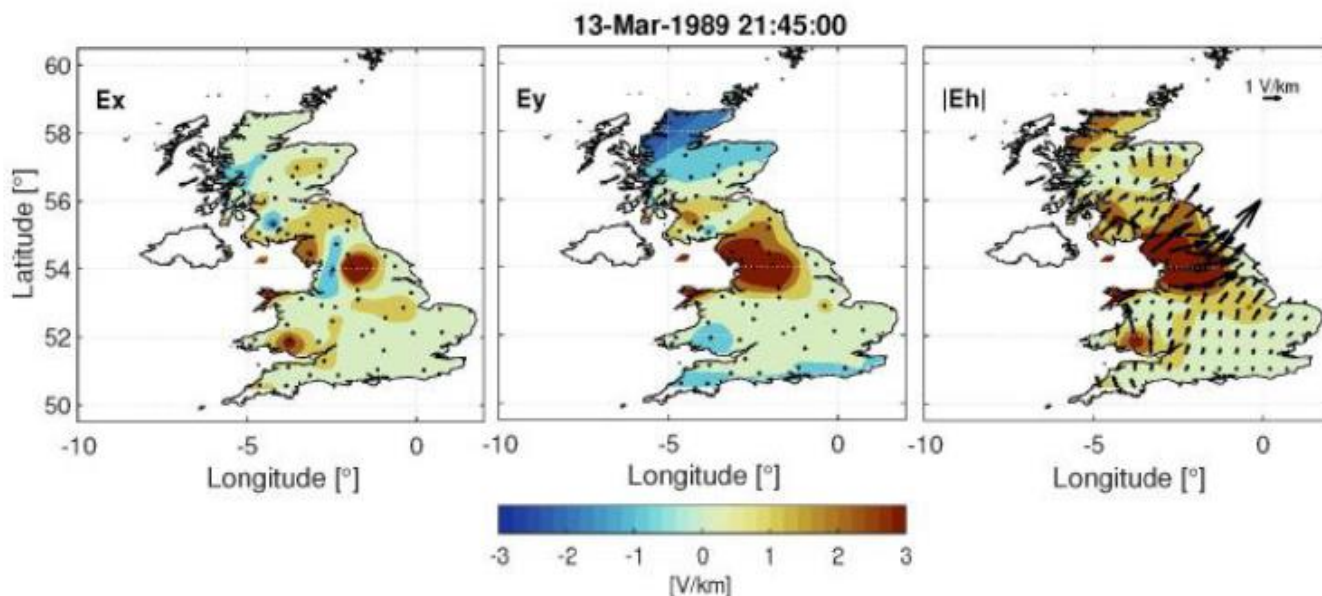 13-Mar-1989 21:45:00
Ex
Ey
|Eh|
1 V/km
60
58
56
54
52
50
Latitude [°]
-10 -5 0
-10 -5 0
-10 -5 0
Longitude [°]
Longitude [°]
Longitude [°]
-3 -2 -1 0 1 2 3
[V/km]